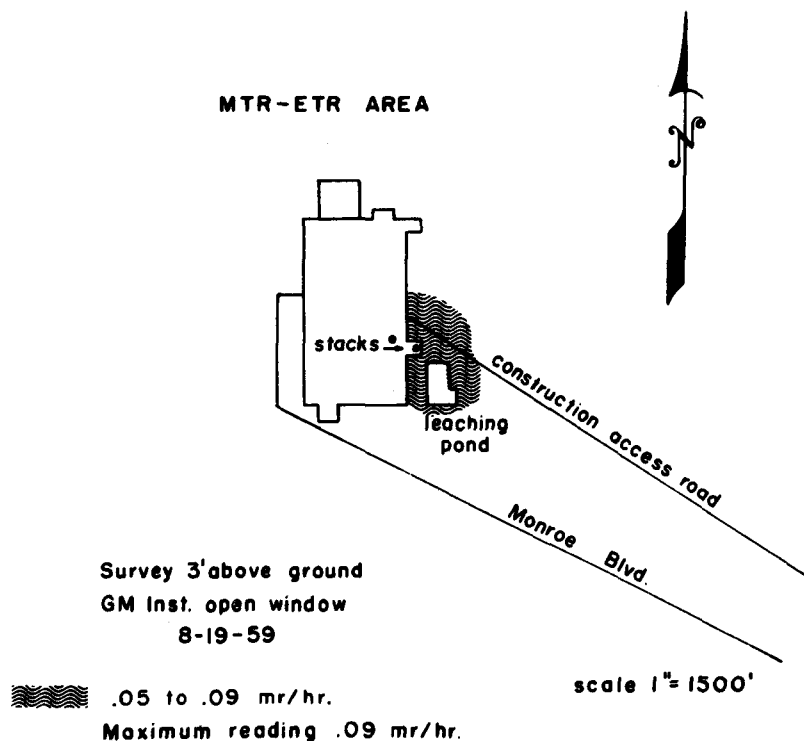 MTR-ETR AREA
N
stacks
leaching
pond
construction access road
Monroe Blvd.
Survey 3' above ground
GM Inst. open window
8-19-59
.05 to .09 mr/hr.
Maximum reading .09 mr/hr.
scale 1"= 1500'